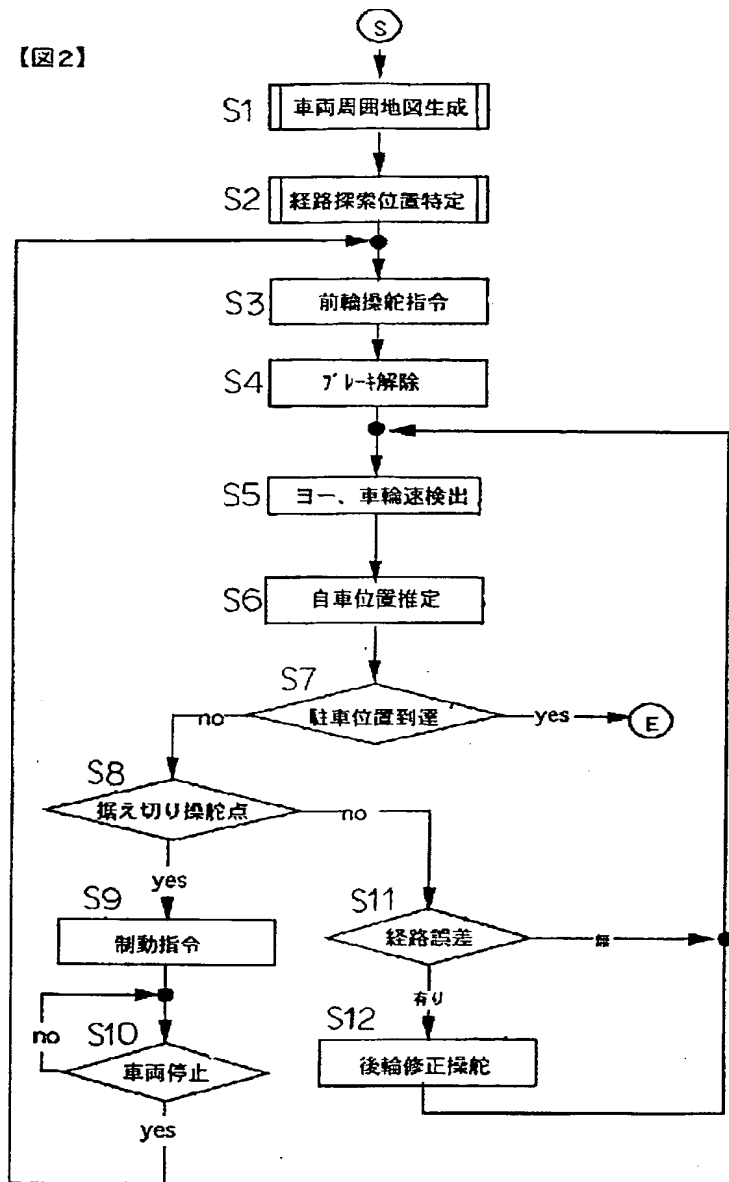 S
【図2】
S1 車両周囲地図生成
S2 経路探索位置特定
S3 前輪操舵指令
S4 ブレーキ解除
S5 ヨー、車輪速検出
S6 自車位置推定
S7
駐車位置到達
no
yes
E
S8
据え切り操舵点
no
yes
S9
制動指令
S11
経路誤差
無
有り
S10
no
車両停止
yes
S12
後輪修正操舵